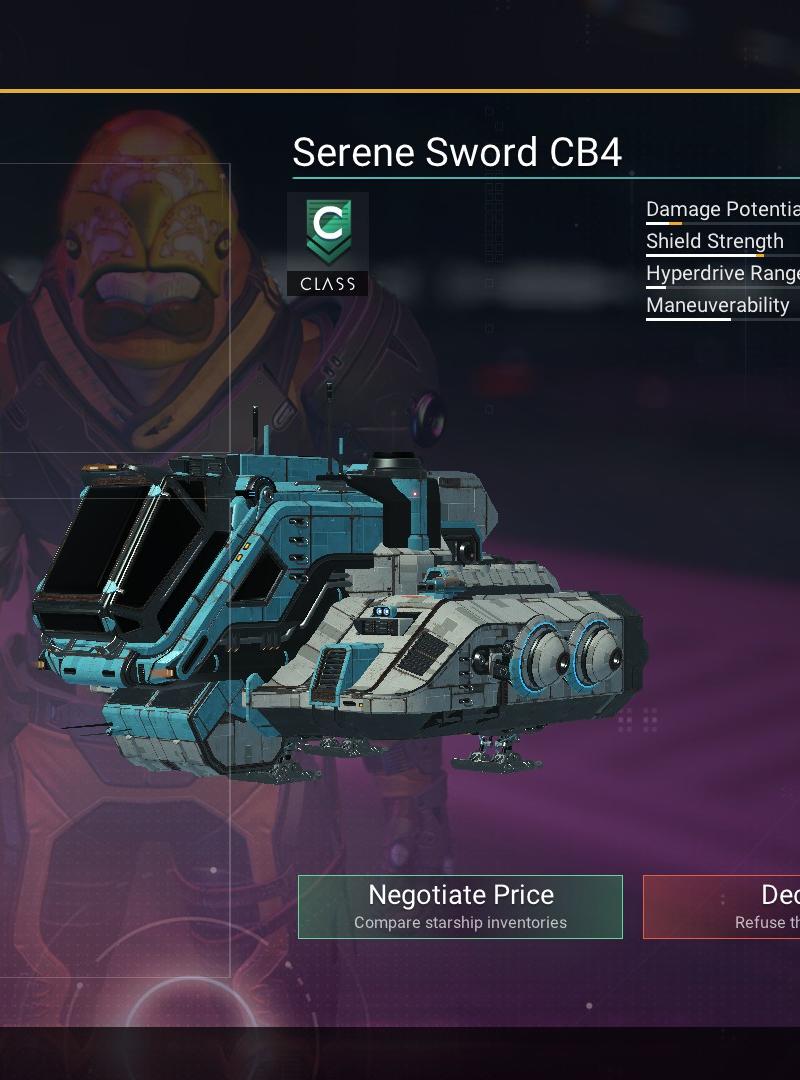 Serene Sword CB4
C
CLASS
Damage Potentia
Shield Strength
Hyperdrive Range
Maneuverability
Negotiate Price
Compare starship inventories
Dec
Refuse th